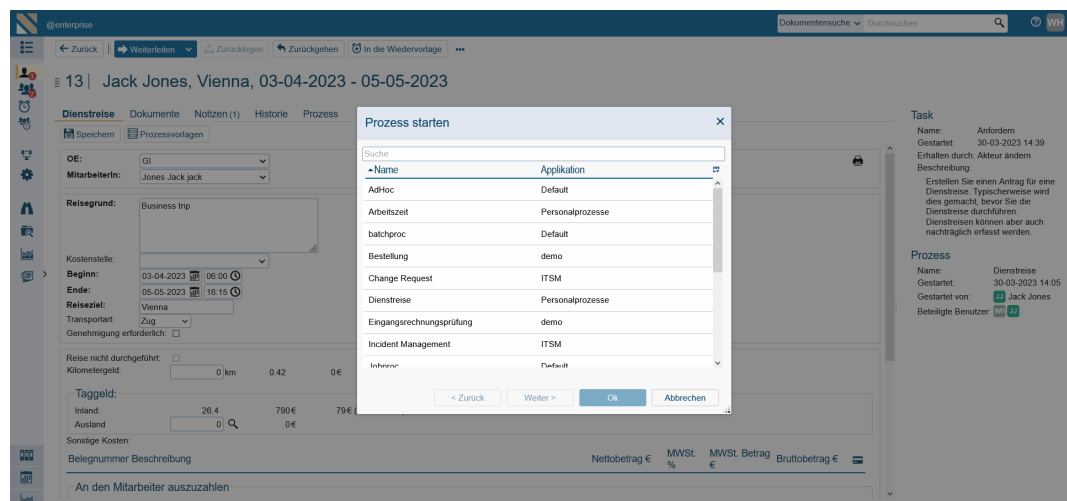 @enterprise
Dokumentensuche
Durchsuchen
WH
Zurück
Weiterleiten
Zurücklegen
Zurückgehen
In die Wiedervorlage
13 | Jack Jones, Vienna, 03-04-2023 - 05-05-2023
Dienstreise Dokumente Notizen (1) Historie Prozess
Speichern Prozessvorlagen
OE: GI
MitarbeiterIn: Jones Jack jack
Reisegrund: Business trip
Kostenstelle:
Beginn: 03-04-2023 06:00
Ende: 05-05-2023 16:15
Reiseziel: Vienna
Transportart: Zug
Genehmigung erforderlich:
Reise nicht durchgeführt:
Kilometergeld: 0 km 0.42 0 €
Taggeld:
Inland: 26.4 790 € 79 € (
Ausland 0 0 €
Sonstige Kosten:
Belegnummer Beschreibung Nettobetrag € MWSt. % MWSt. Betrag € Bruttobetrag €
An den Mitarbeiter auszuzahlen
Prozess starten
Suche
Name Applikation
AdHoc Default
Arbeitszeit Personalprozesse
batchproc Default
Bestellung demo
Change Request ITSM
Dienstreise Personalprozesse
Eingangsrechnungsprüfung demo
Incident Management ITSM
Jobproc Default
< Zurück Weiter > Ok Abbrechen
Task
Name: Anfordern
Gestartet: 30-03-2023 14:39
Erhalten durch: Akteur ändern
Beschreibung:
Erstellen Sie einen Antrag für eine
Dienstreise. Typischerweise wird
dies gemacht, bevor Sie die
Dienstreise durchführen.
Dienstreisen können aber auch
nachträglich erfasst werden.
Prozess
Name: Dienstreise
Gestartet: 30-03-2023 14:05
Gestartet von: JJ Jack Jones
Beteiligte Benutzer: WH JJ